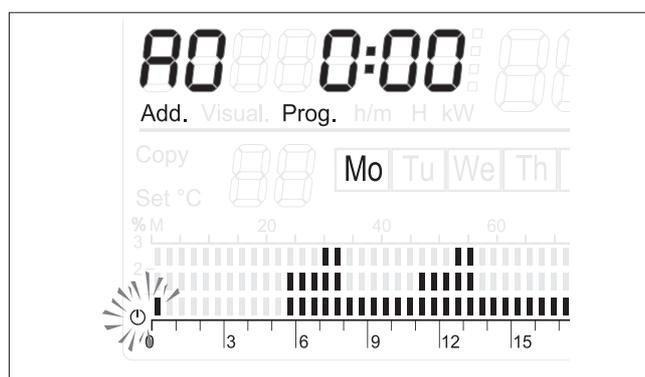 A0 0:00
Add. Visual. Prog. h/m H kW
Copy
Mo Tu We Th
Set °C
% M 20 40 60
3
2
0 3 6 9 12 15